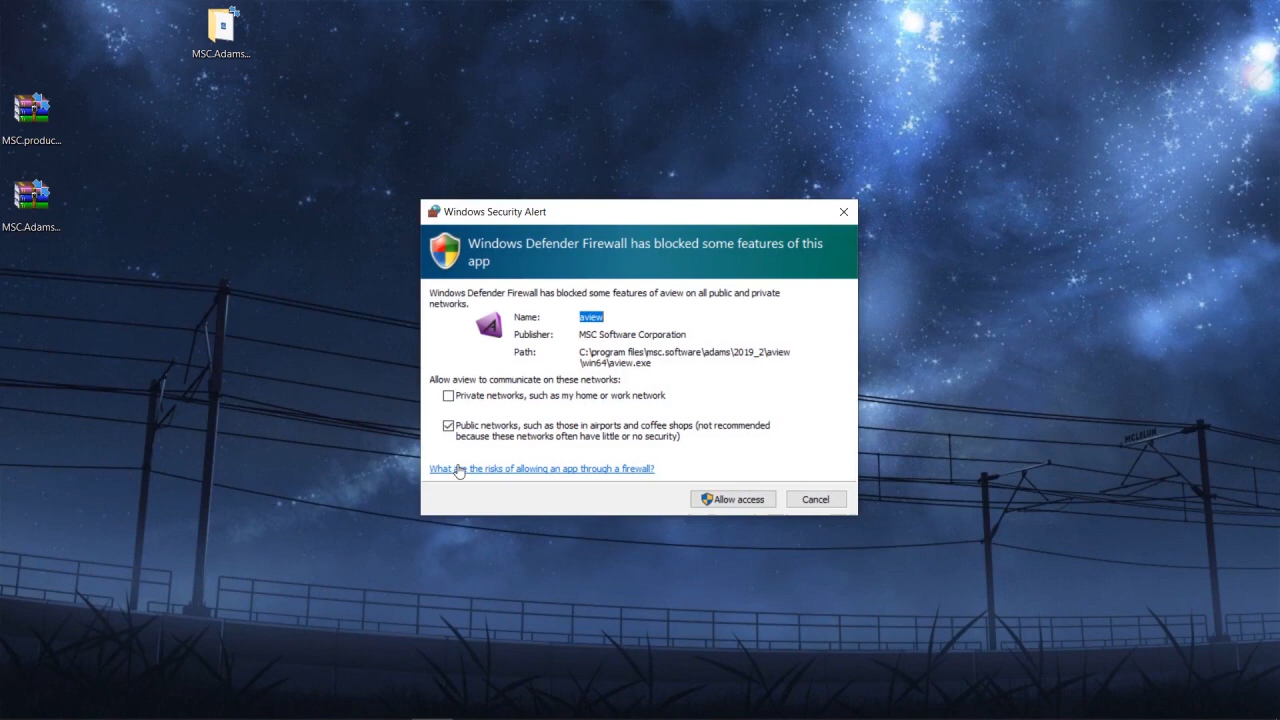 MSC.Adams...
MSC.produc...
MSC.Adams...
Windows Security Alert
Windows Defender Firewall has blocked some features of this
app
Windows Defender Firewall has blocked some features of aview on all public and private
networks.
Name: aview
Publisher: MSC Software Corporation
Path: C:\program files\msc.software\adams\2019_2\aview
\win64\aview.exe
Allow aview to communicate on these networks:
Private networks, such as my home or work network
Public networks, such as those in airports and coffee shops (not recommended
because these networks often have little or no security)
What are the risks of allowing an app through a firewall?
Allow access Cancel